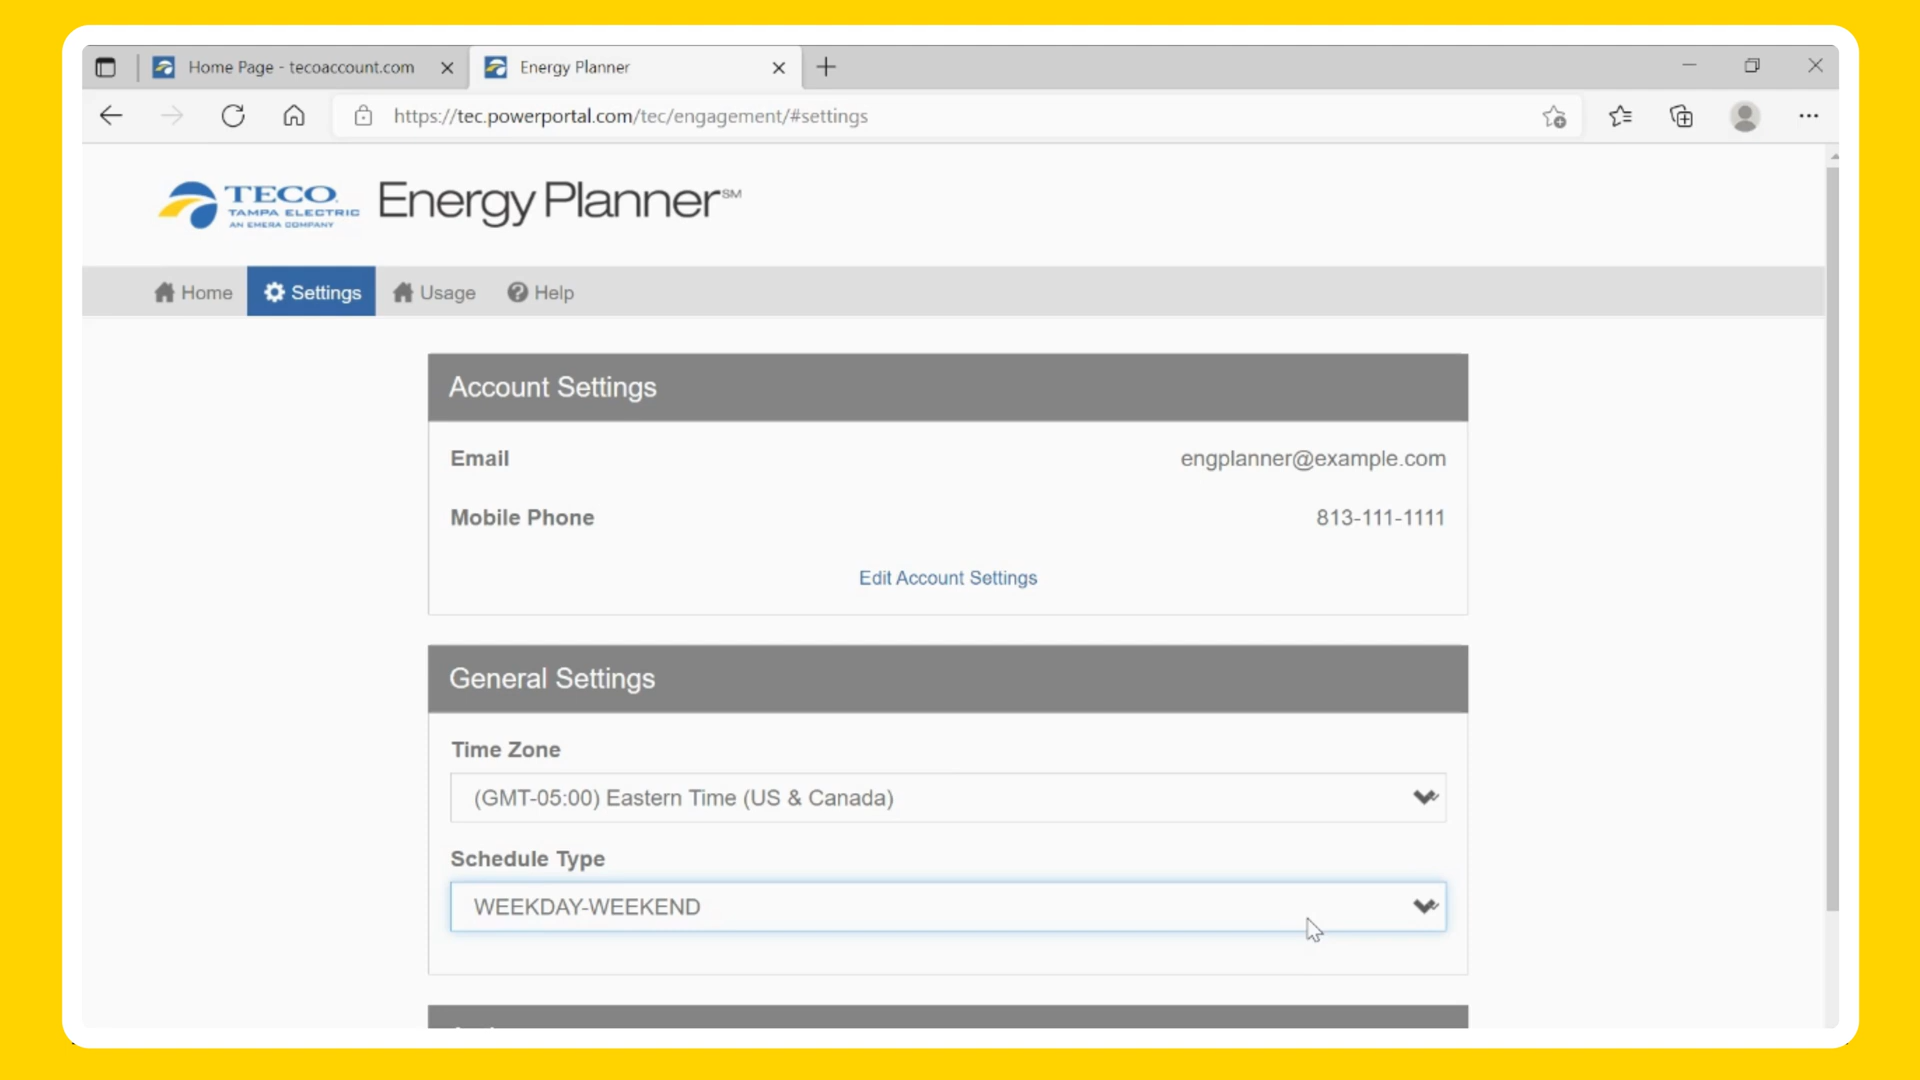 Home Page - tecoaccount.com
Energy Planner
https://tec.powerportal.com/tec/engagement/#settings
TECO.
TAMPA ELECTRIC
AN EMERA COMPANY
Energy Planner℠
Home
Settings
Usage
Help
Account Settings
Email
engplanner@example.com
Mobile Phone
813-111-1111
Edit Account Settings
General Settings
Time Zone
(GMT-05:00) Eastern Time (US & Canada)
Schedule Type
WEEKDAY-WEEKEND